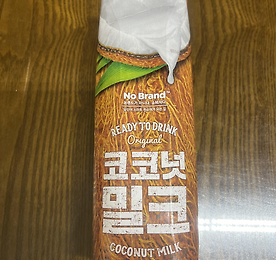 No Brand
READY TO DRINK
Original
코코넛
밀크
COCONUT MILK